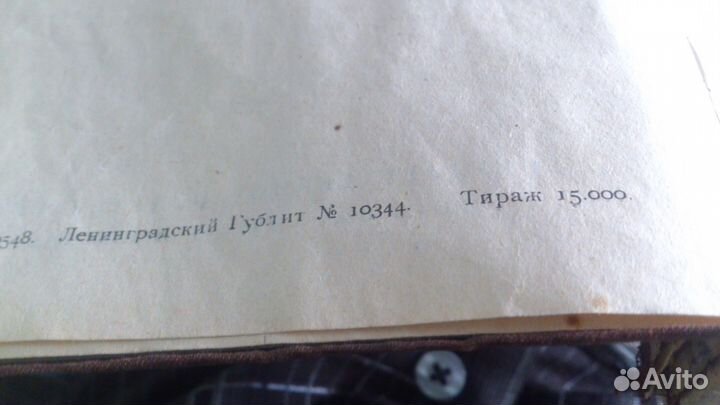 548. Ленинградский Гублит № 10344. Тираж 15.000.
Avito